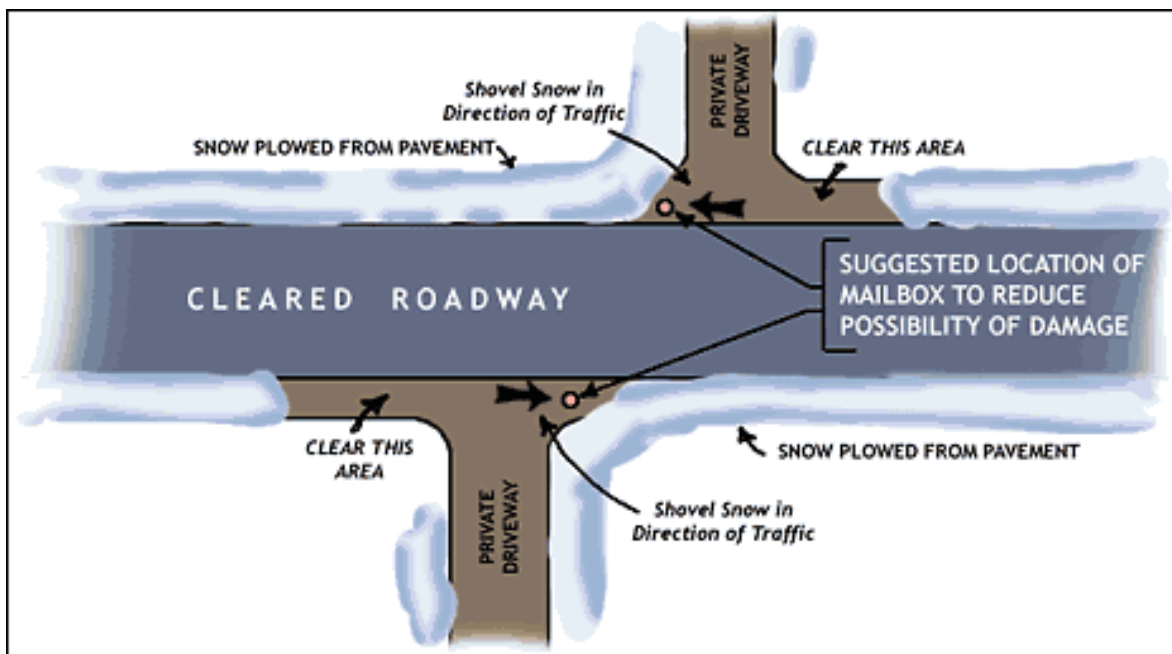 PRIVATE
DRIVEWAY
Shovel Snow in
Direction of Traffic
SNOW PLOWED FROM PAVEMENT
CLEAR THIS AREA
CLEARED ROADWAY
SUGGESTED LOCATION OF
MAILBOX TO REDUCE
POSSIBILITY OF DAMAGE
CLEAR THIS
AREA
SNOW PLOWED FROM PAVEMENT
PRIVATE
DRIVEWAY
Shovel Snow in
Direction of Traffic